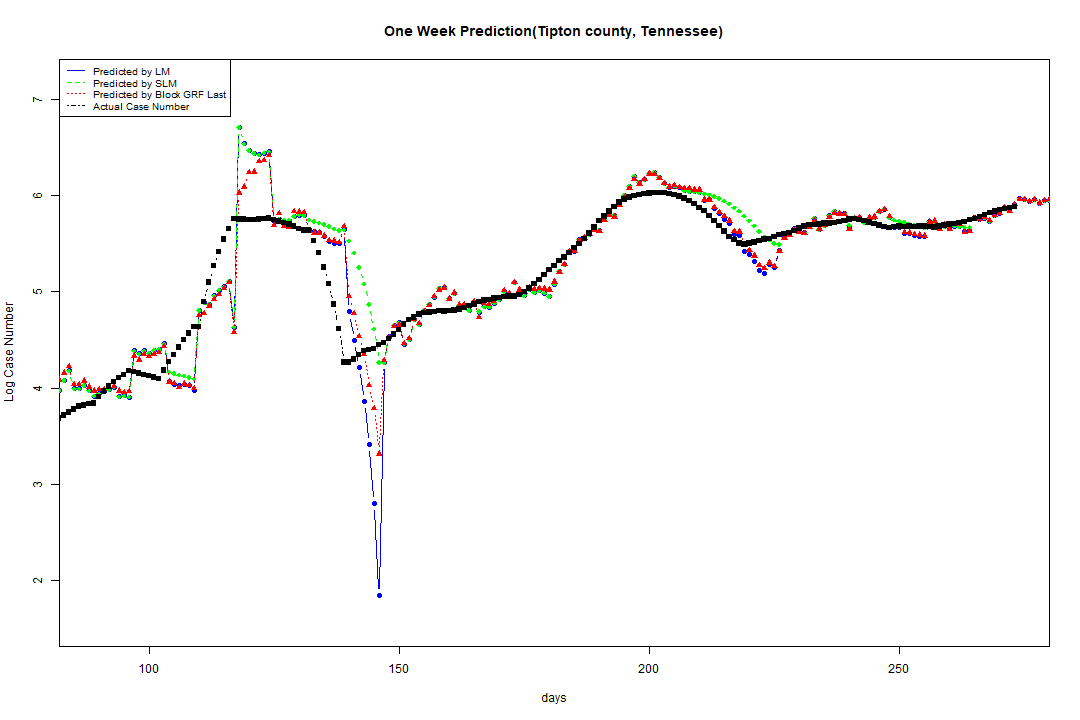 One Week Prediction(Tipton county, Tennessee)
Predicted by LM
Predicted by SLM
Predicted by Block GRF Last
Actual Case Number
Log Case Number
7
6
5
4
3
2
100
150
200
250
days